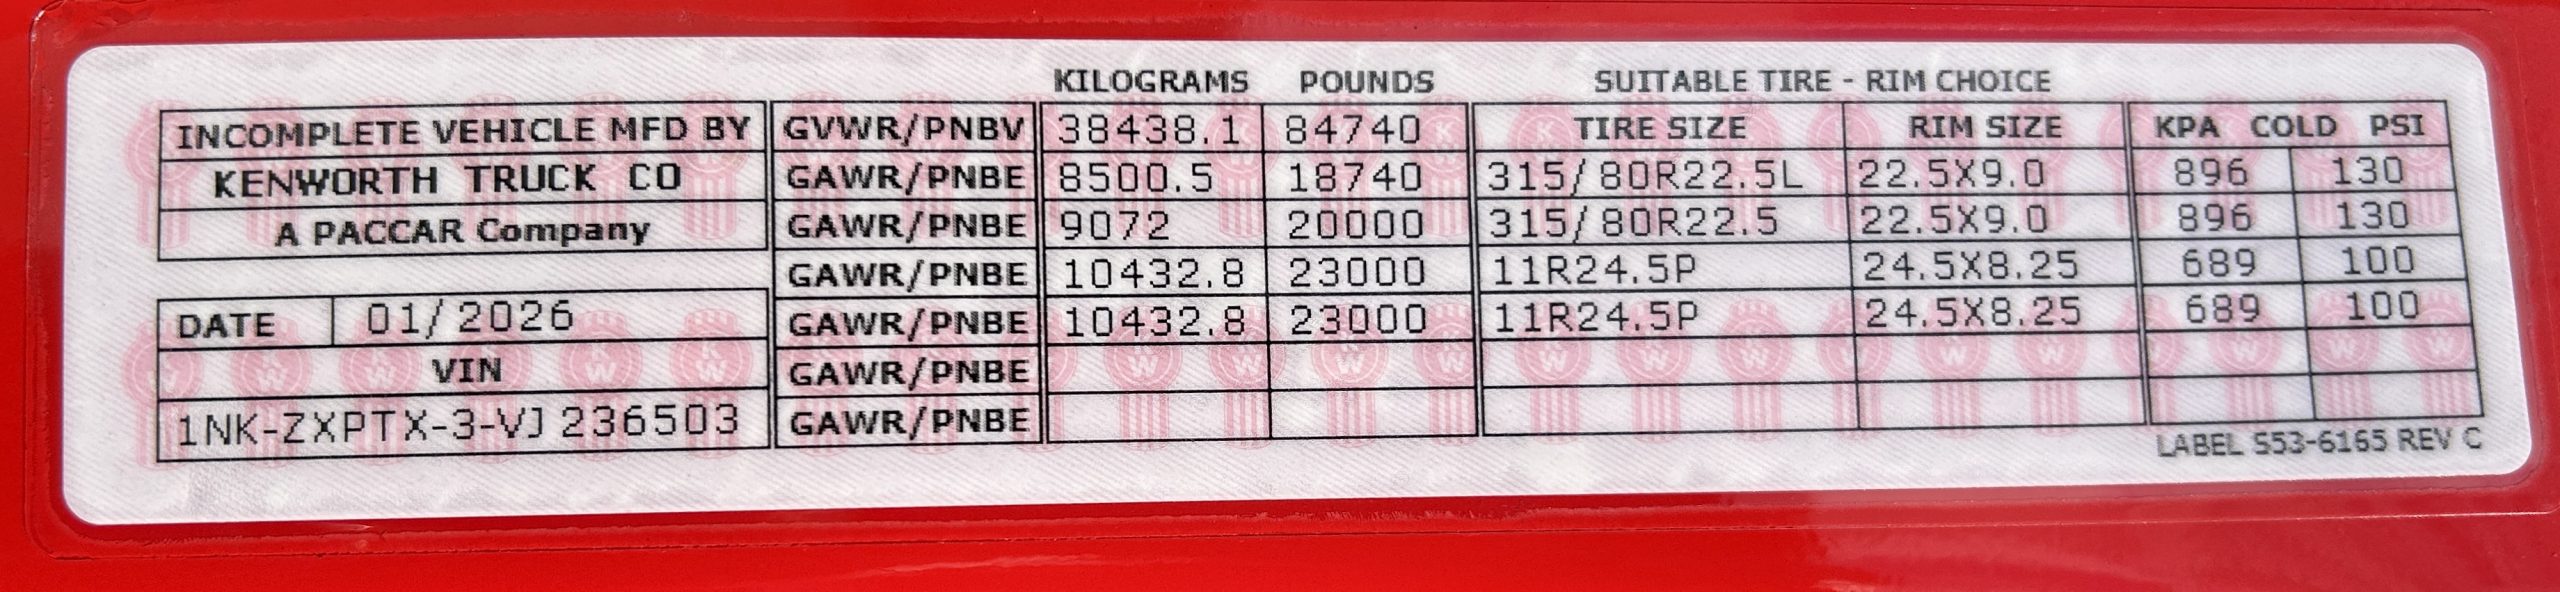 KILOGRAMS POUNDS SUITABLE TIRE - RIM CHOICE
INCOMPLETE VEHICLE MFD BY GVWR/PNBV 38438.1 84740 TIRE SIZE RIM SIZE KPA COLD PSI
KENWORTH TRUCK CO GAWR/PNBE 8500.5 18740 315/80R22.5L 22.5X9.0 896 130
A PACCAR Company GAWR/PNBE 9072 20000 315/80R22.5 22.5X9.0 896 130
GAWR/PNBE 10432.8 23000 11R24.5P 24.5X8.25 689 100
DATE 01/2026 GAWR/PNBE 10432.8 23000 11R24.5P 24.5X8.25 689 100
VIN GAWR/PNBE
1NK-ZXPTX-3-VJ236503 GAWR/PNBE
LABEL S53-6165 REV C